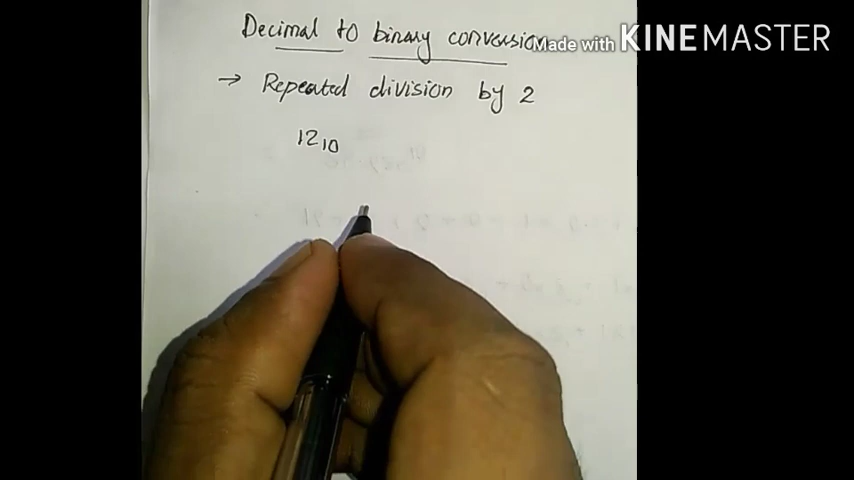 Decimal to binary conversion
Made with KINEMASTER
→ Repeated division by 2
12₁₀